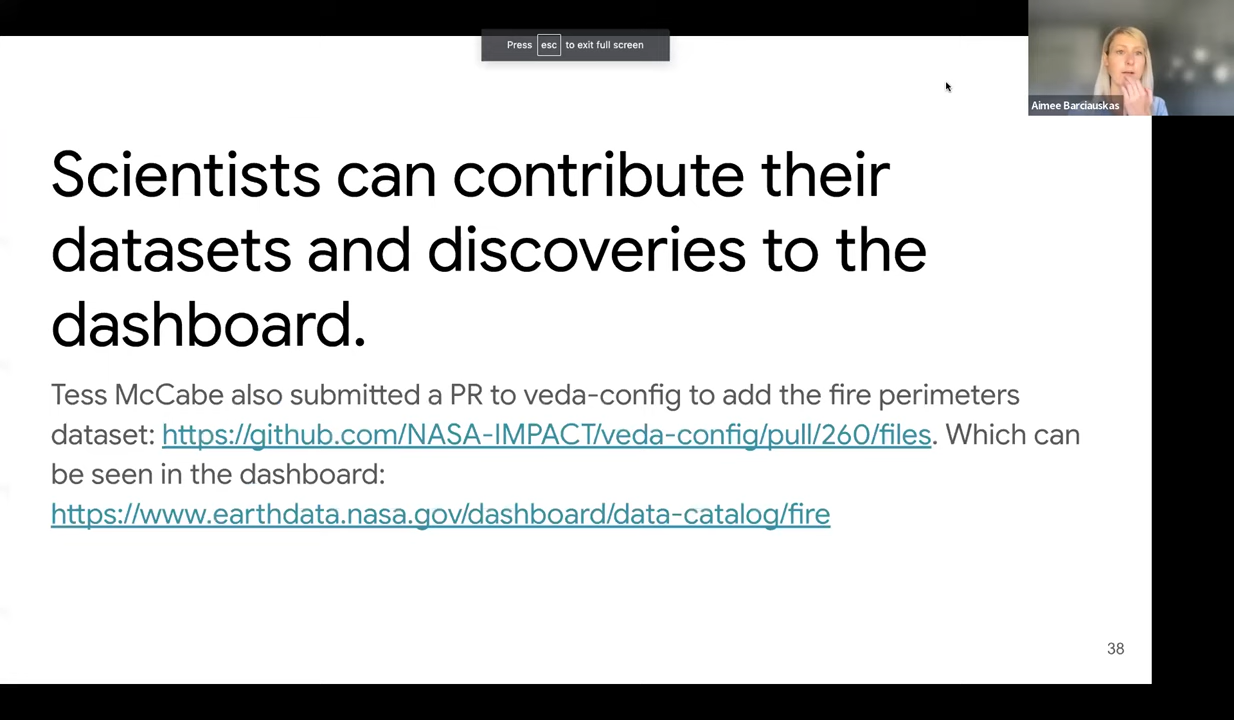 Press esc to exit full screen
Aimee Barciauskas
Scientists can contribute their
datasets and discoveries to the
dashboard.
Tess McCabe also submitted a PR to veda-config to add the fire perimeters
dataset: https://github.com/NASA-IMPACT/veda-config/pull/260/files. Which can
be seen in the dashboard:
https://www.earthdata.nasa.gov/dashboard/data-catalog/fire
38